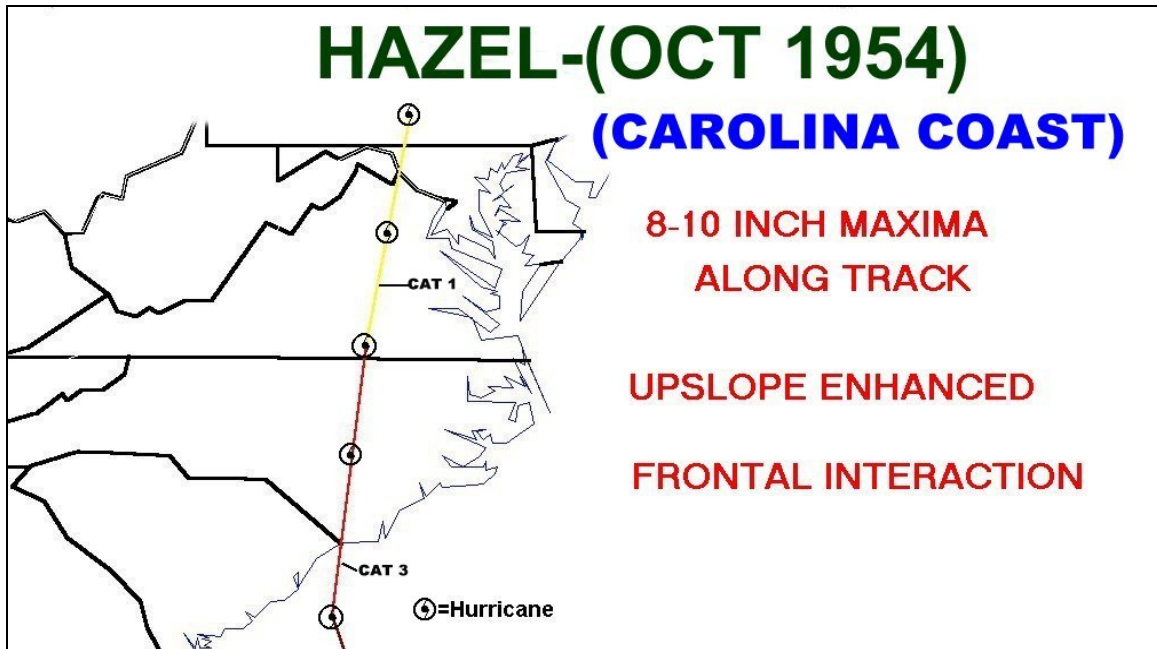 HAZEL-(OCT 1954)
(CAROLINA COAST)
8-10 INCH MAXIMA
ALONG TRACK
CAT 1
UPSLOPE ENHANCED
FRONTAL INTERACTION
CAT 3
=Hurricane